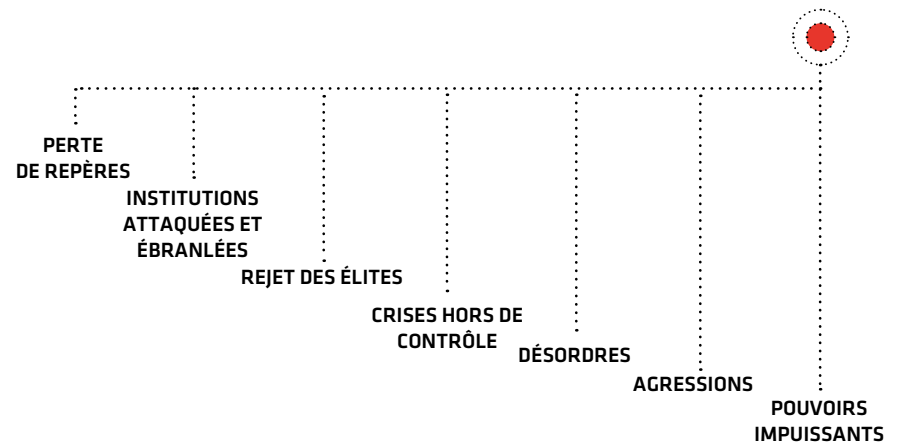 PERTE
DE REPÈRES
INSTITUTIONS
ATTAQUÉES ET
ÉBRANLÉES
REJET DES ÉLITES
CRISES HORS DE
CONTRÔLE
DÉSORDRES
AGRESSIONS
POUVOIRS
IMPUISSANTS